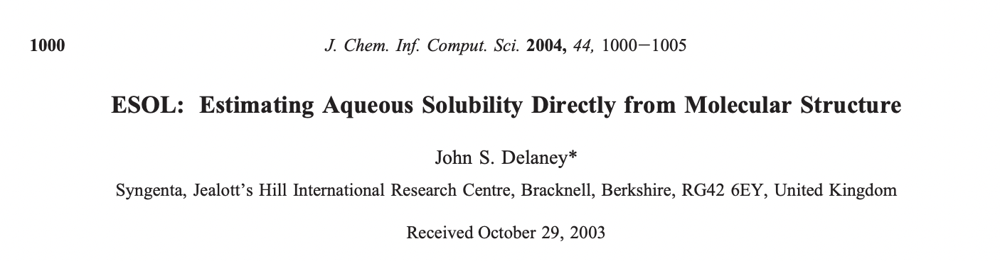 1000 J. Chem. Inf. Comput. Sci. 2004, 44, 1000−1005
ESOL: Estimating Aqueous Solubility Directly from Molecular Structure
John S. Delaney*
Syngenta, Jealott’s Hill International Research Centre, Bracknell, Berkshire, RG42 6EY, United Kingdom
Received October 29, 2003